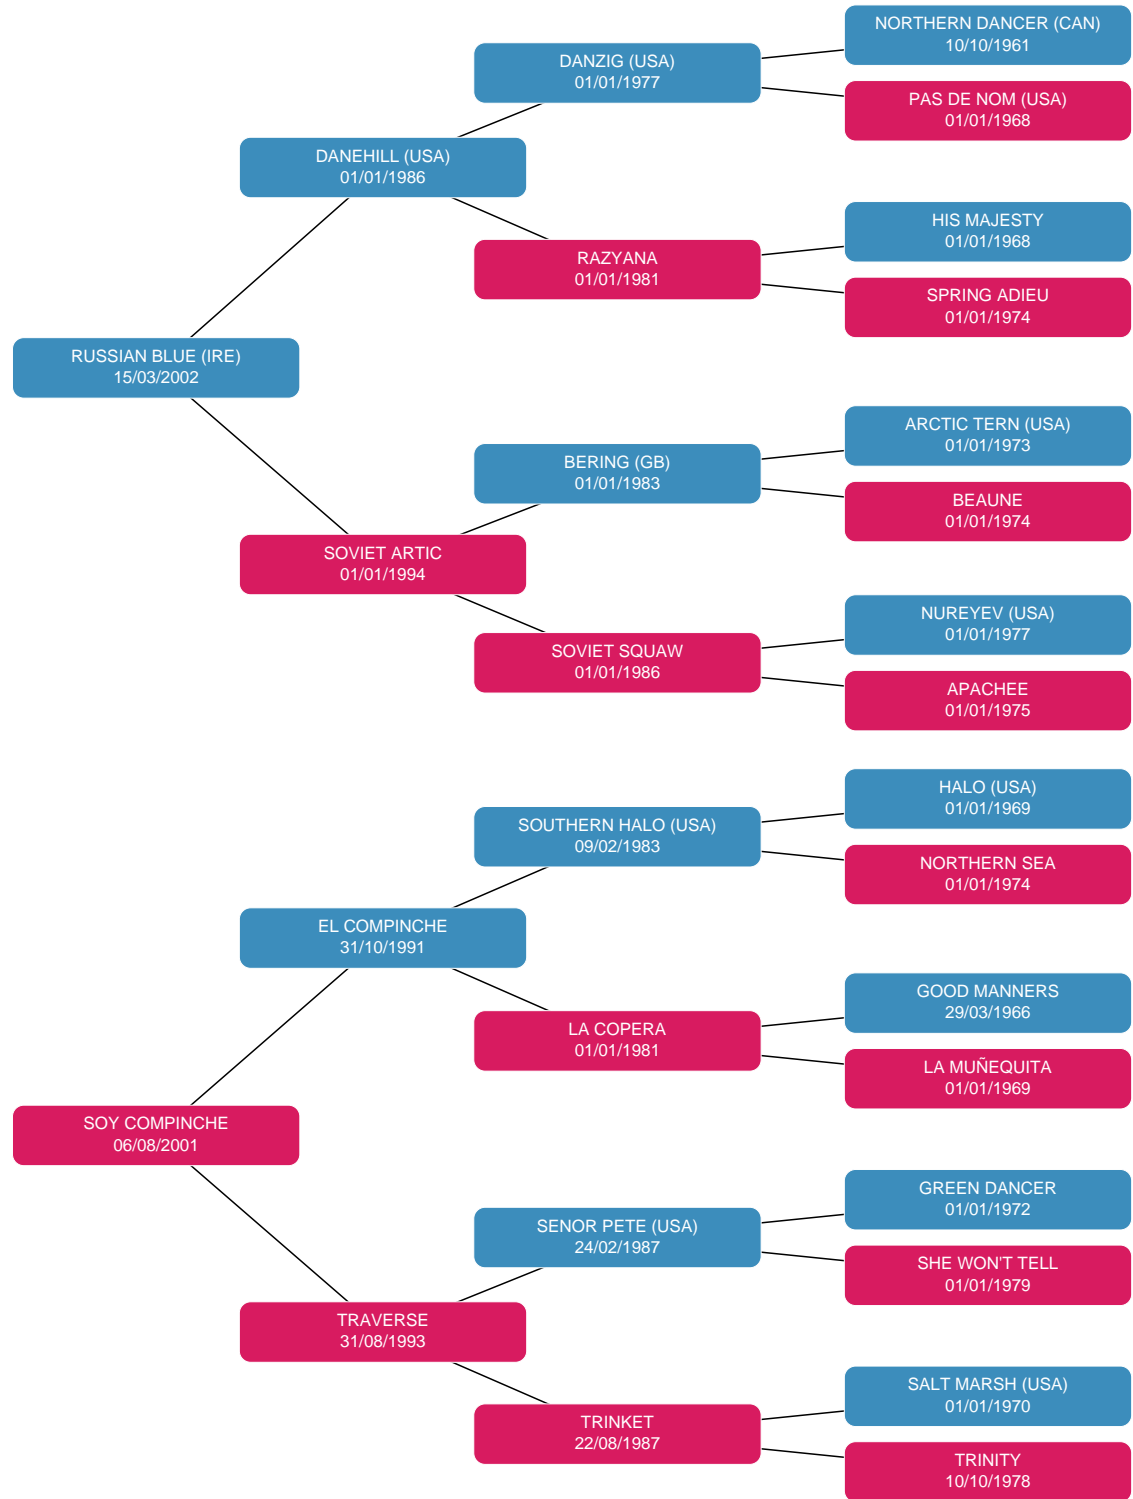 NORTHERN DANCER (CAN)
10/10/1961
DANZIG (USA)
01/01/1977
PAS DE NOM (USA)
01/01/1968
DANEHILL (USA)
01/01/1986
HIS MAJESTY
01/01/1968
RAZYANA
01/01/1981
SPRING ADIEU
01/01/1974
RUSSIAN BLUE (IRE)
15/03/2002
ARCTIC TERN (USA)
01/01/1973
BERING (GB)
01/01/1983
BEAUNE
01/01/1974
SOVIET ARTIC
01/01/1994
NUREYEV (USA)
01/01/1977
SOVIET SQUAW
01/01/1986
APACHEE
01/01/1975
HALO (USA)
01/01/1969
SOUTHERN HALO (USA)
09/02/1983
NORTHERN SEA
01/01/1974
EL COMPINCHE
31/10/1991
GOOD MANNERS
29/03/1966
LA COPERA
01/01/1981
LA MUÑEQUITA
01/01/1969
SOY COMPINCHE
06/08/2001
GREEN DANCER
01/01/1972
SENOR PETE (USA)
24/02/1987
SHE WON'T TELL
01/01/1979
TRAVERSE
31/08/1993
SALT MARSH (USA)
01/01/1970
TRINKET
22/08/1987
TRINITY
10/10/1978